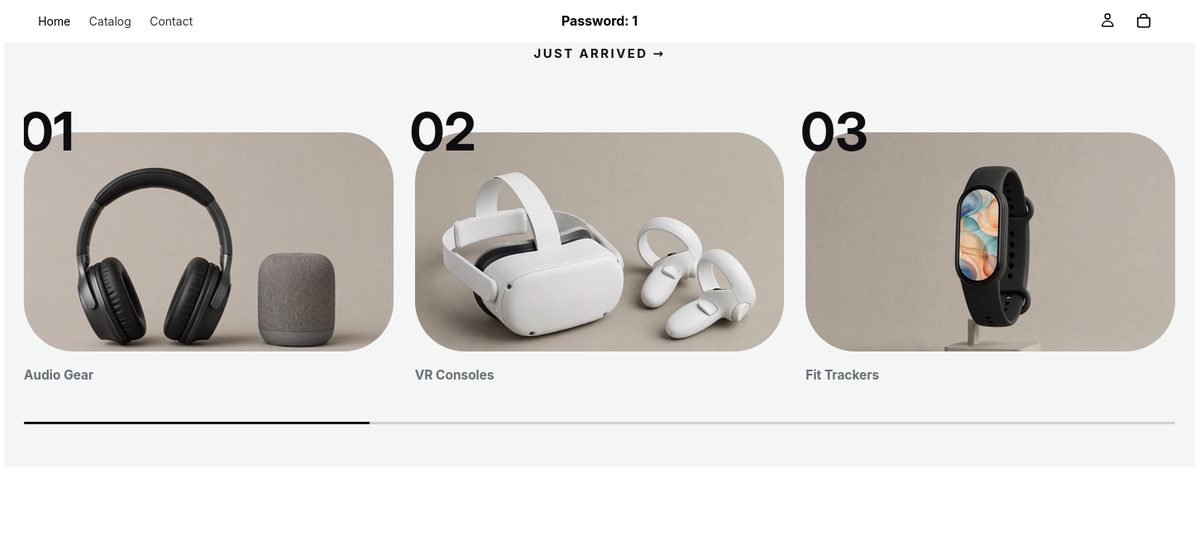 Home Catalog Contact Password: 1
JUST ARRIVED →
01 02 03
Audio Gear VR Consoles Fit Trackers